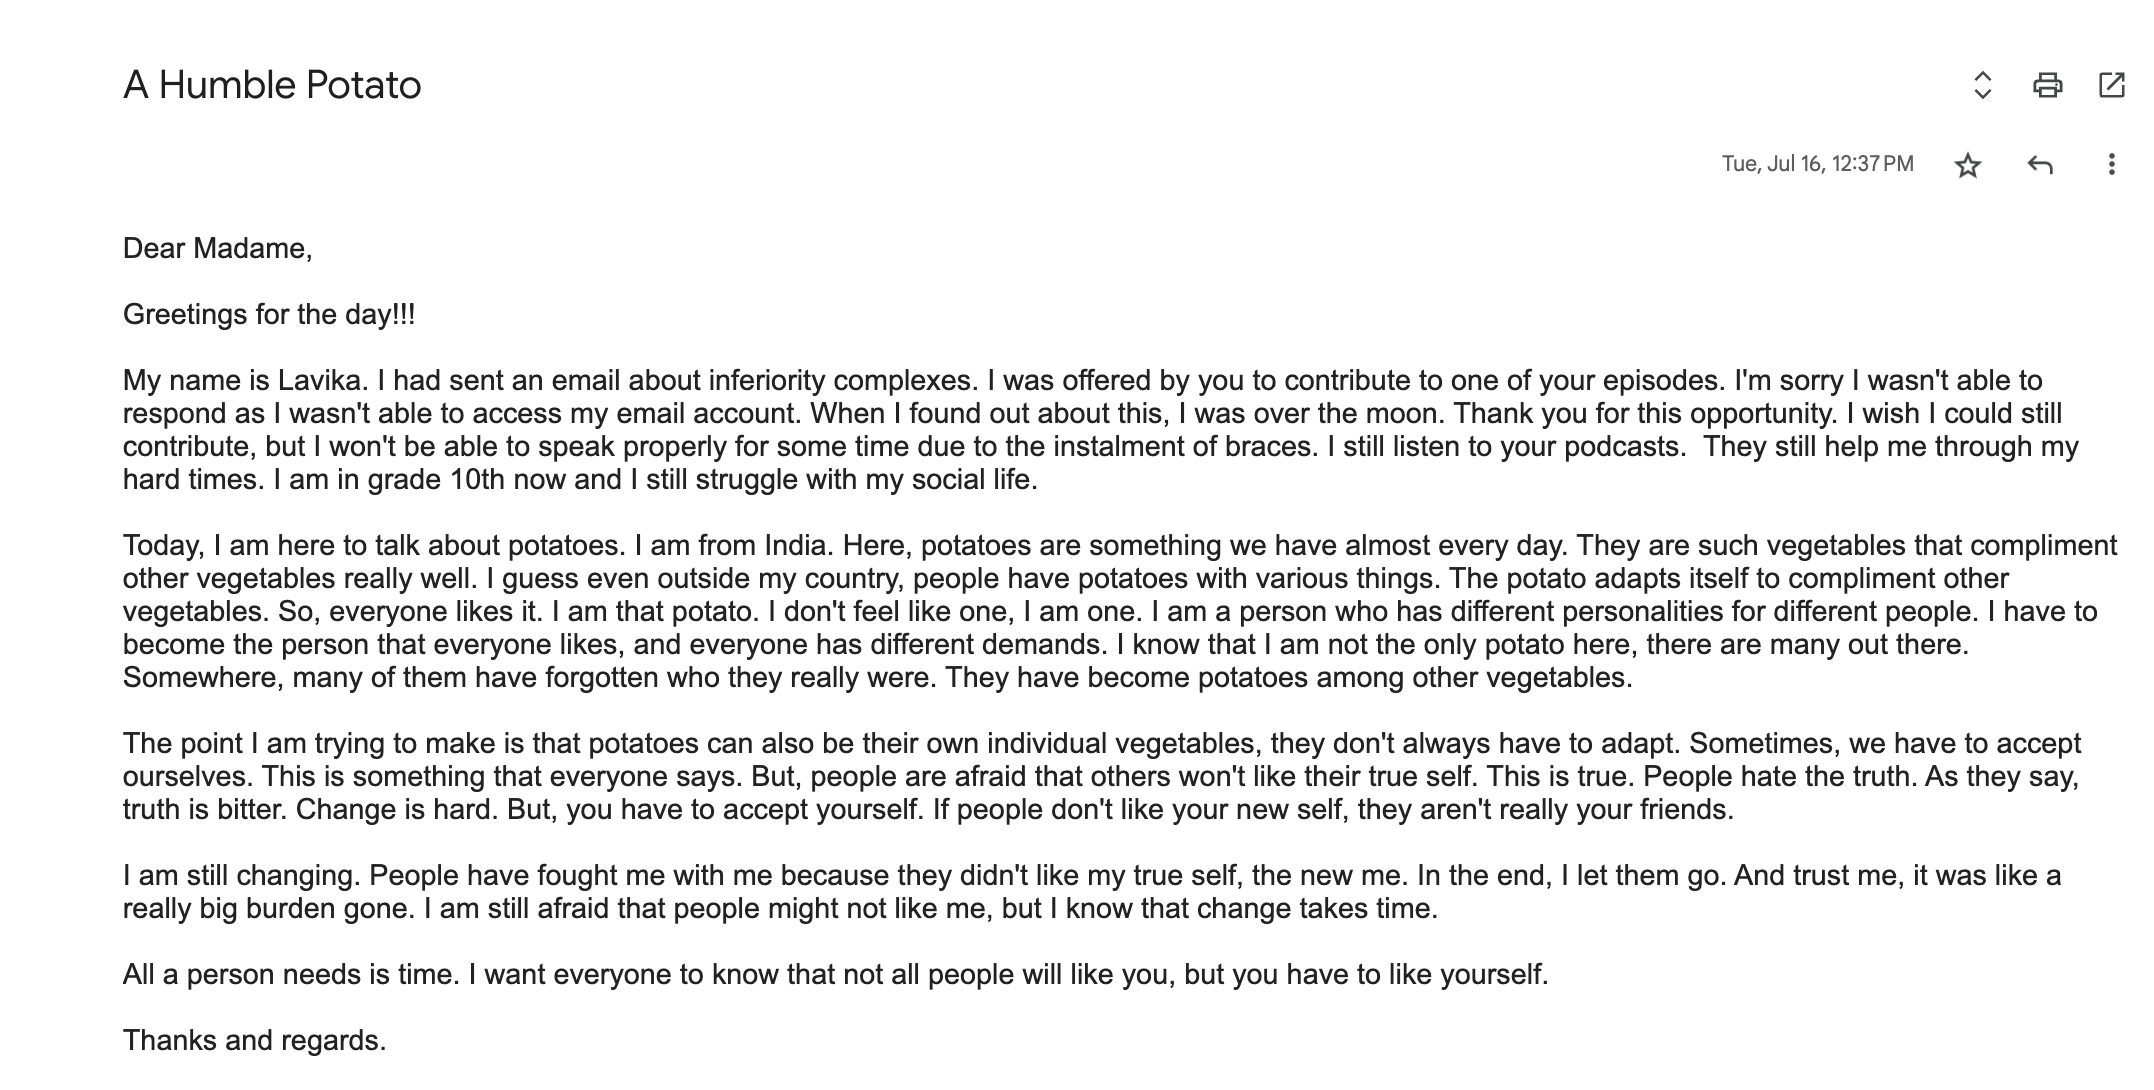 A Humble Potato
Tue, Jul 16, 12:37 PM
Dear Madame,
Greetings for the day!!!
My name is Lavika. I had sent an email about inferiority complexes. I was offered by you to contribute to one of your episodes. I'm sorry I wasn't able to
respond as I wasn't able to access my email account. When I found out about this, I was over the moon. Thank you for this opportunity. I wish I could still
contribute, but I won't be able to speak properly for some time due to the instalment of braces. I still listen to your podcasts.  They still help me through my
hard times. I am in grade 10th now and I still struggle with my social life.
Today, I am here to talk about potatoes. I am from India. Here, potatoes are something we have almost every day. They are such vegetables that compliment
other vegetables really well. I guess even outside my country, people have potatoes with various things. The potato adapts itself to compliment other
vegetables. So, everyone likes it. I am that potato. I don't feel like one, I am one. I am a person who has different personalities for different people. I have to
become the person that everyone likes, and everyone has different demands. I know that I am not the only potato here, there are many out there.
Somewhere, many of them have forgotten who they really were. They have become potatoes among other vegetables.
The point I am trying to make is that potatoes can also be their own individual vegetables, they don't always have to adapt. Sometimes, we have to accept
ourselves. This is something that everyone says. But, people are afraid that others won't like their true self. This is true. People hate the truth. As they say,
truth is bitter. Change is hard. But, you have to accept yourself. If people don't like your new self, they aren't really your friends.
I am still changing. People have fought me with me because they didn't like my true self, the new me. In the end, I let them go. And trust me, it was like a
really big burden gone. I am still afraid that people might not like me, but I know that change takes time.
All a person needs is time. I want everyone to know that not all people will like you, but you have to like yourself.
Thanks and regards.